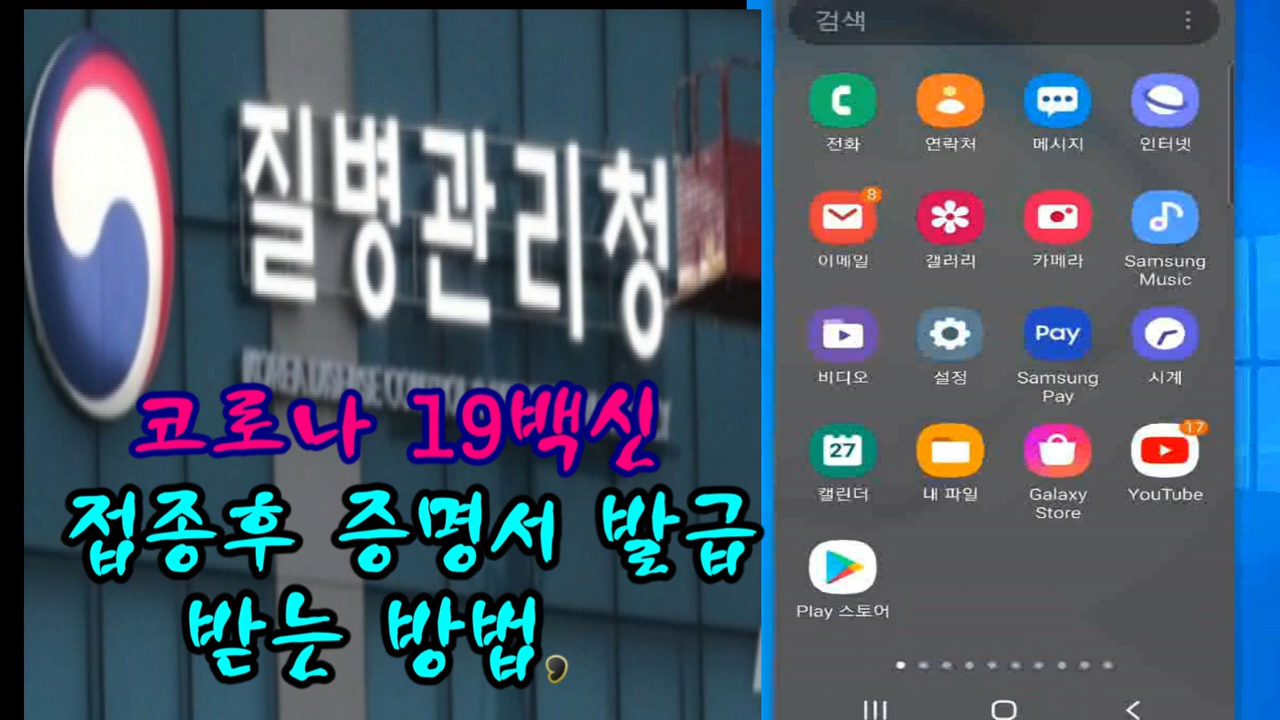 질병관리청
코로나 19백신
접종후 증명서 발급
받는 방법,
검색
전화
연락처
메시지
인터넷
8
이메일
갤러리
카메라
Samsung
Music
비디오
설정
Pay
Samsung
Pay
시계
27
캘린더
내 파일
Galaxy
Store
17
YouTube
Play 스토어